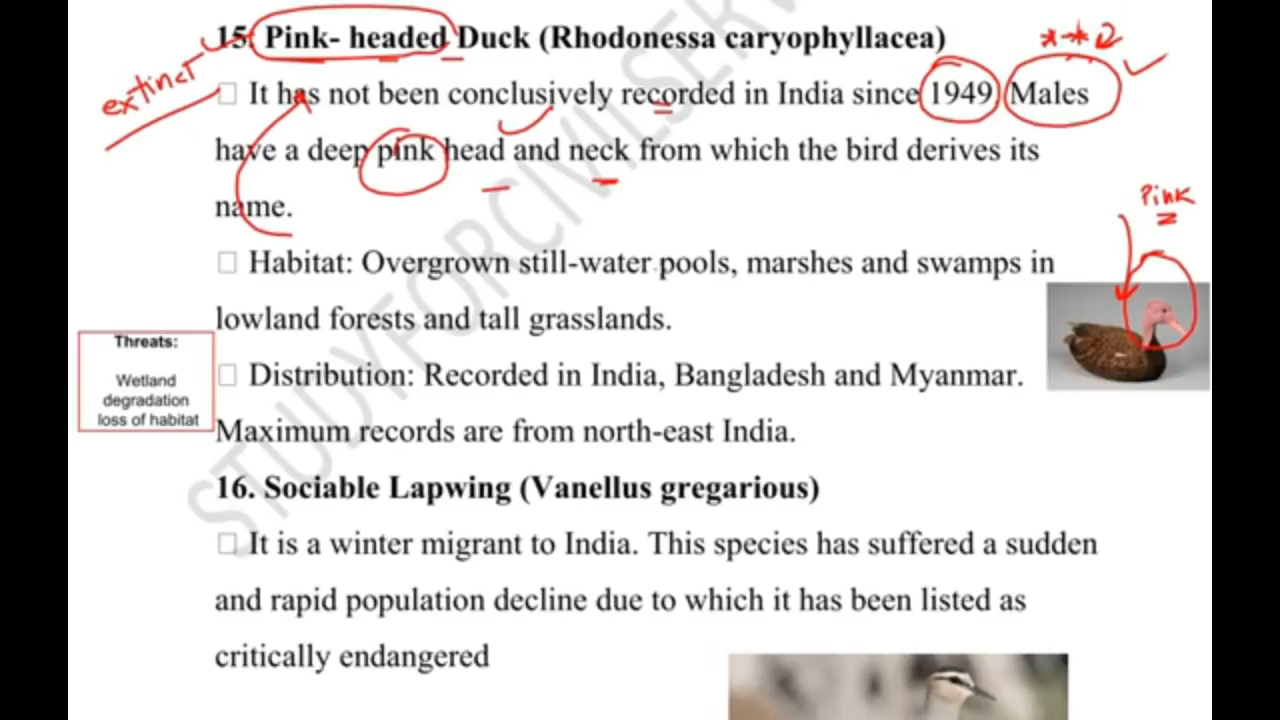 15. Pink- headed Duck (Rhodonessa caryophyllacea)
extinct
It has not been conclusively recorded in India since 1949 Males
have a deep pink head and neck from which the bird derives its
name.
Pink
Habitat: Overgrown still-water pools, marshes and swamps in
lowland forests and tall grasslands.
Threats:
Wetland
degradation
loss of habitat
Distribution: Recorded in India, Bangladesh and Myanmar.
Maximum records are from north-east India.
16. Sociable Lapwing (Vanellus gregarious)
It is a winter migrant to India. This species has suffered a sudden
and rapid population decline due to which it has been listed as
critically endangered
STUDYFORCIVILSERV